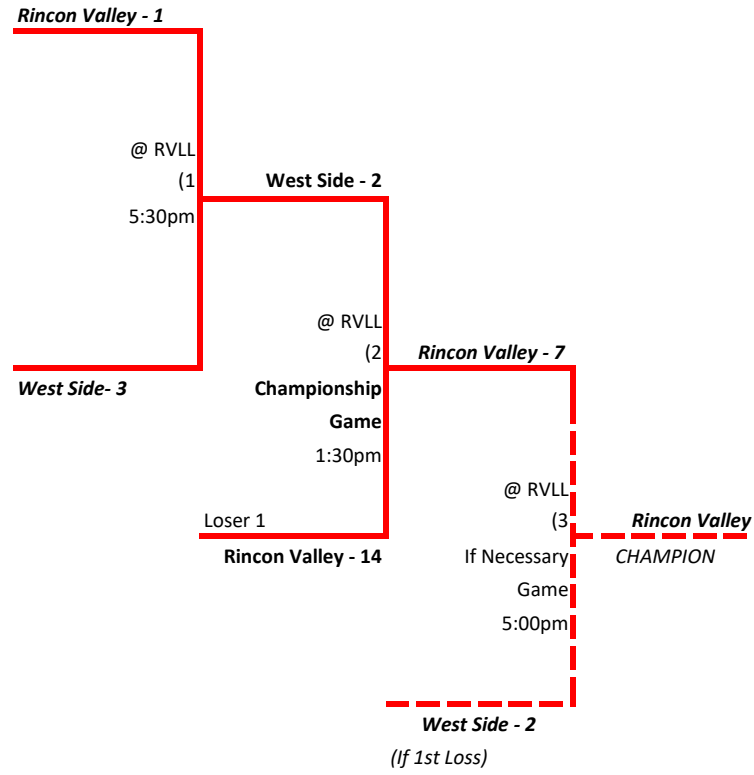 Rincon Valley - 1
@ RVLL
(1
West Side - 2
5:30pm
@ RVLL
(2
Rincon Valley - 7
West Side- 3
Championship
Game
1:30pm
@ RVLL
Loser 1
(3
Rincon Valley
Rincon Valley - 14
If Necessary
CHAMPION
Game
5:00pm
West Side - 2
(If 1st Loss)